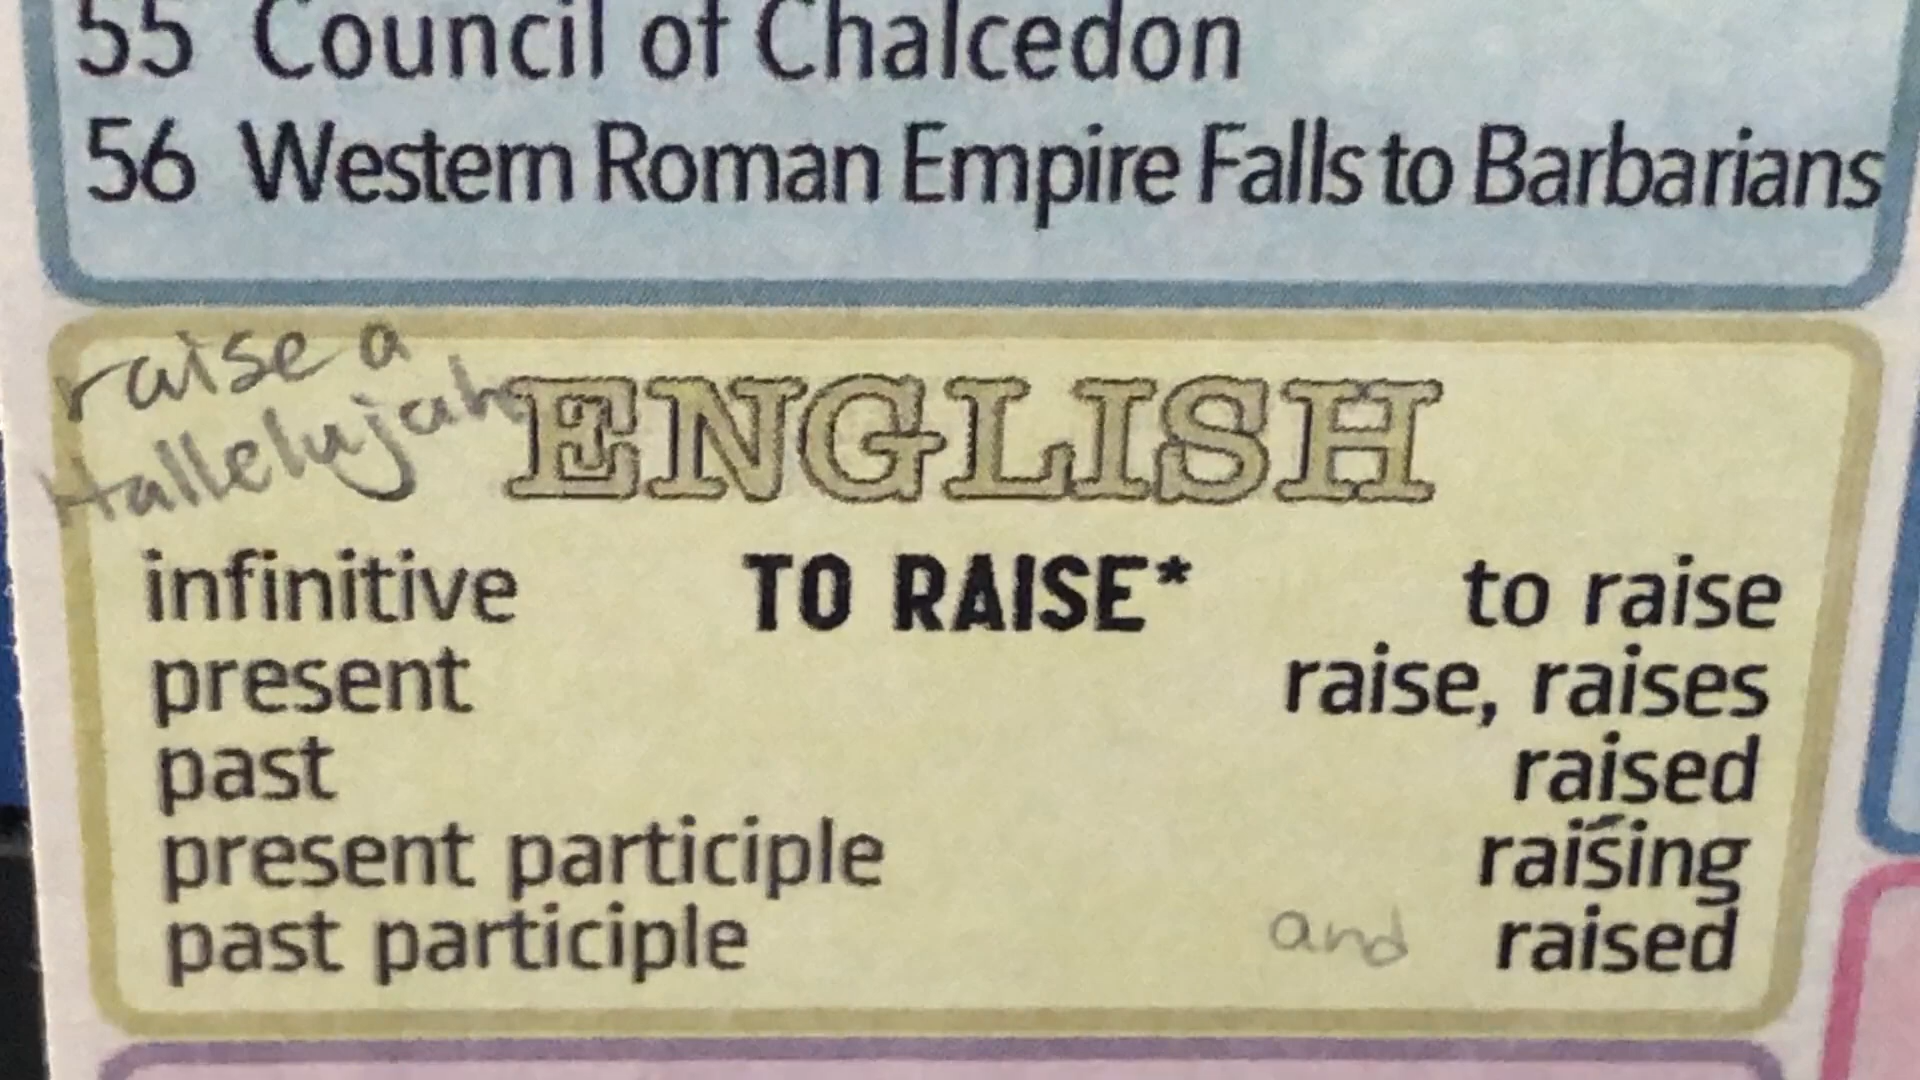 55 Council of Chalcedon
56 Western Roman Empire Falls to Barbarians
raise a
Hallelujah
ENGLISH
infinitive TO RAISE* to raise
present raise, raises
past raised
present participle raising
past participle and raised